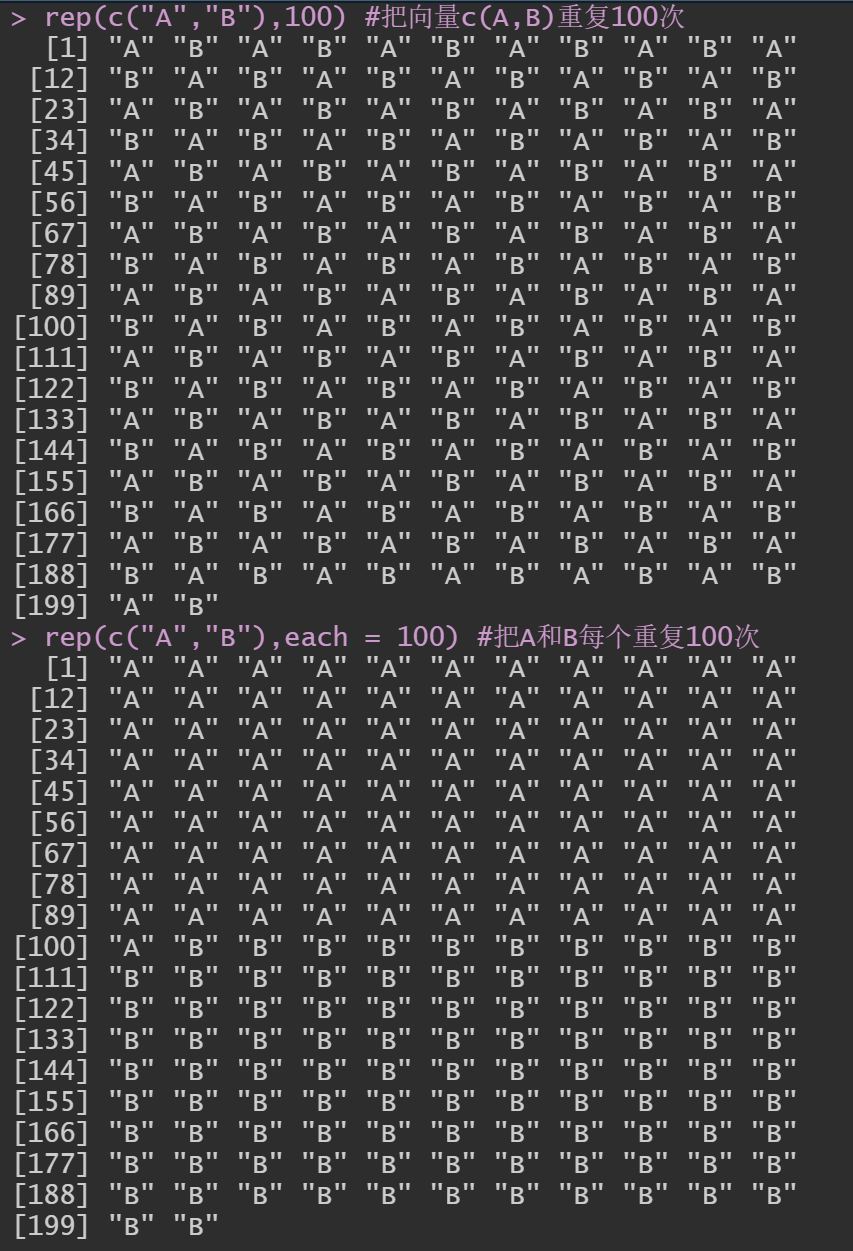 > rep(c("A","B"),100) #把向量c(A,B)重复100次
[1] "A" "B" "A" "B" "A" "B" "A" "B" "A" "B" "A"
[12] "B" "A" "B" "A" "B" "A" "B" "A" "B" "A" "B"
[23] "A" "B" "A" "B" "A" "B" "A" "B" "A" "B" "A"
[34] "B" "A" "B" "A" "B" "A" "B" "A" "B" "A" "B"
[45] "A" "B" "A" "B" "A" "B" "A" "B" "A" "B" "A"
[56] "B" "A" "B" "A" "B" "A" "B" "A" "B" "A" "B"
[67] "A" "B" "A" "B" "A" "B" "A" "B" "A" "B" "A"
[78] "B" "A" "B" "A" "B" "A" "B" "A" "B" "A" "B"
[89] "A" "B" "A" "B" "A" "B" "A" "B" "A" "B" "A"
[100] "B" "A" "B" "A" "B" "A" "B" "A" "B" "A" "B"
[111] "A" "B" "A" "B" "A" "B" "A" "B" "A" "B" "A"
[122] "B" "A" "B" "A" "B" "A" "B" "A" "B" "A" "B"
[133] "A" "B" "A" "B" "A" "B" "A" "B" "A" "B" "A"
[144] "B" "A" "B" "A" "B" "A" "B" "A" "B" "A" "B"
[155] "A" "B" "A" "B" "A" "B" "A" "B" "A" "B" "A"
[166] "B" "A" "B" "A" "B" "A" "B" "A" "B" "A" "B"
[177] "A" "B" "A" "B" "A" "B" "A" "B" "A" "B" "A"
[188] "B" "A" "B" "A" "B" "A" "B" "A" "B" "A" "B"
[199] "A" "B"
> rep(c("A","B"),each = 100) #把A和B每个重复100次
[1] "A" "A" "A" "A" "A" "A" "A" "A" "A" "A" "A"
[12] "A" "A" "A" "A" "A" "A" "A" "A" "A" "A" "A"
[23] "A" "A" "A" "A" "A" "A" "A" "A" "A" "A" "A"
[34] "A" "A" "A" "A" "A" "A" "A" "A" "A" "A" "A"
[45] "A" "A" "A" "A" "A" "A" "A" "A" "A" "A" "A"
[56] "A" "A" "A" "A" "A" "A" "A" "A" "A" "A" "A"
[67] "A" "A" "A" "A" "A" "A" "A" "A" "A" "A" "A"
[78] "A" "A" "A" "A" "A" "A" "A" "A" "A" "A" "A"
[89] "A" "A" "A" "A" "A" "A" "A" "A" "A" "A" "A"
[100] "A" "B" "B" "B" "B" "B" "B" "B" "B" "B" "B"
[111] "B" "B" "B" "B" "B" "B" "B" "B" "B" "B" "B"
[122] "B" "B" "B" "B" "B" "B" "B" "B" "B" "B" "B"
[133] "B" "B" "B" "B" "B" "B" "B" "B" "B" "B" "B"
[144] "B" "B" "B" "B" "B" "B" "B" "B" "B" "B" "B"
[155] "B" "B" "B" "B" "B" "B" "B" "B" "B" "B" "B"
[166] "B" "B" "B" "B" "B" "B" "B" "B" "B" "B" "B"
[177] "B" "B" "B" "B" "B" "B" "B" "B" "B" "B" "B"
[188] "B" "B" "B" "B" "B" "B" "B" "B" "B" "B" "B"
[199] "B" "B"